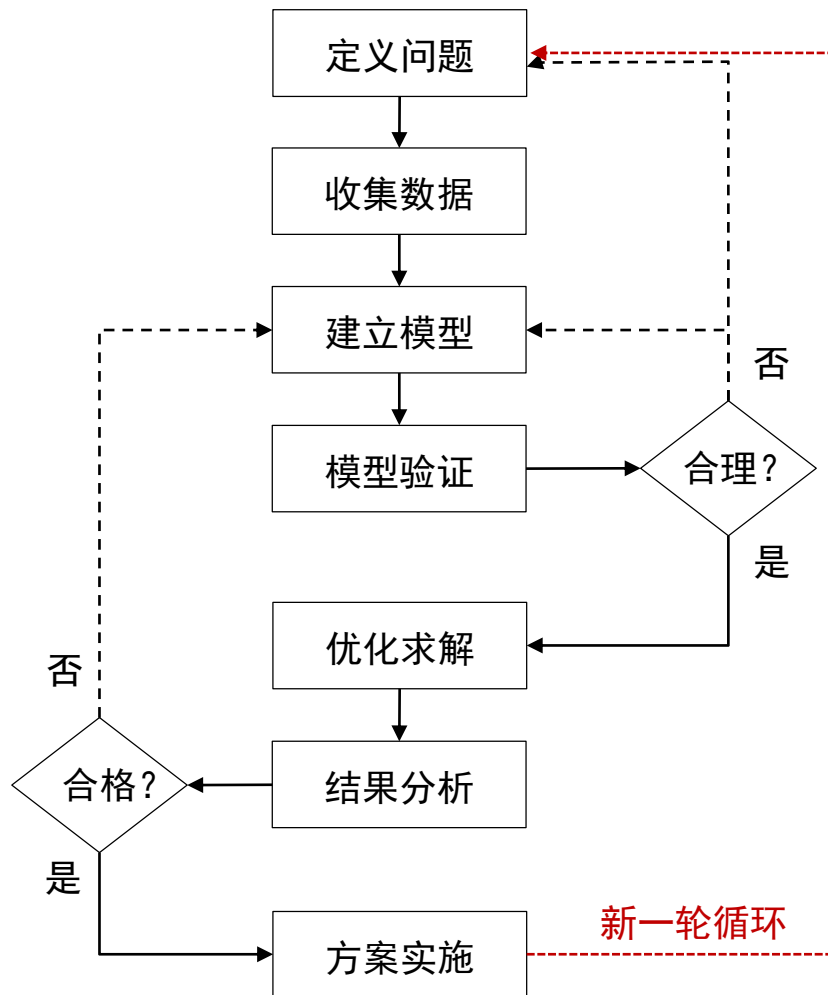 定义问题
收集数据
建立模型
否
模型验证
合理？
是
优化求解
否
合格？
结果分析
是
新一轮循环
方案实施